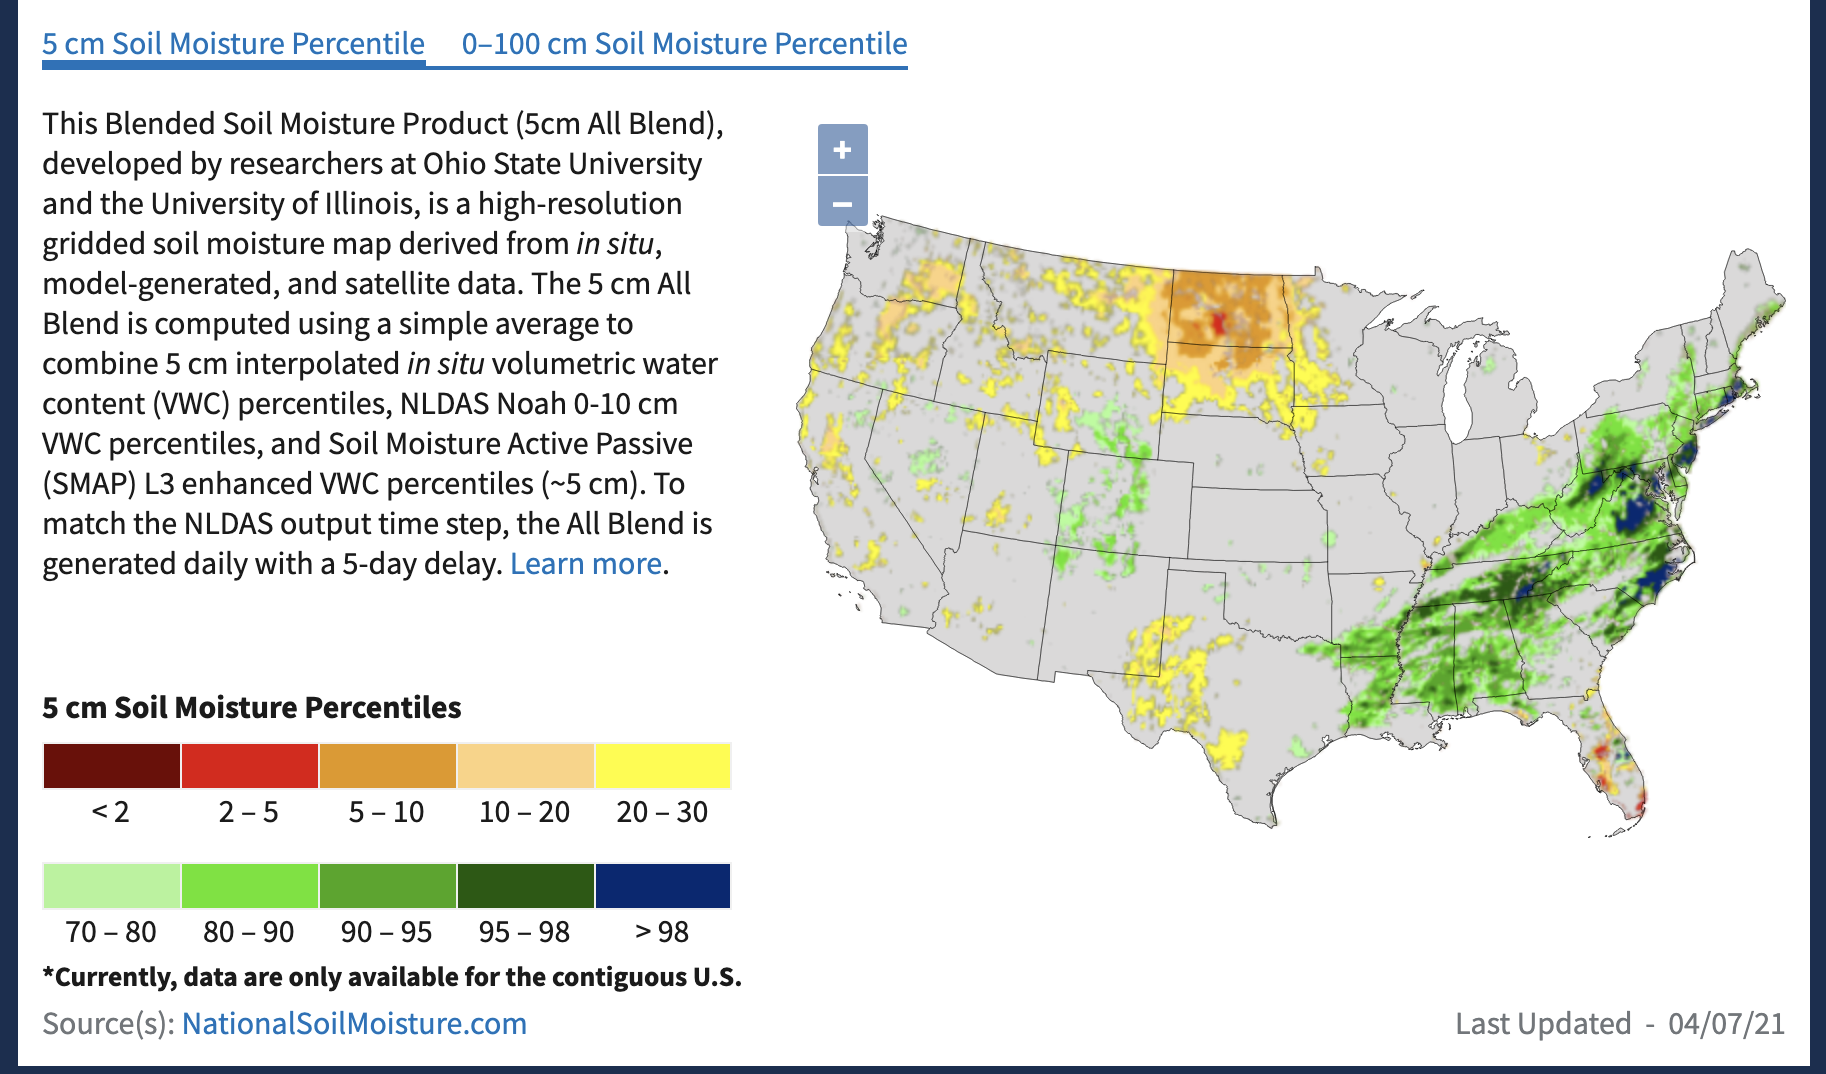 5 cm Soil Moisture Percentile 0–100 cm Soil Moisture Percentile
This Blended Soil Moisture Product (5cm All Blend),
developed by researchers at Ohio State University
and the University of Illinois, is a high-resolution
gridded soil moisture map derived from in situ,
model-generated, and satellite data. The 5 cm All
Blend is computed using a simple average to
combine 5 cm interpolated in situ volumetric water
content (VWC) percentiles, NLDAS Noah 0-10 cm
VWC percentiles, and Soil Moisture Active Passive
(SMAP) L3 enhanced VWC percentiles (~5 cm). To
match the NLDAS output time step, the All Blend is
generated daily with a 5-day delay. Learn more.
+
−
5 cm Soil Moisture Percentiles
< 2 2 – 5 5 – 10 10 – 20 20 – 30
70 – 80 80 – 90 90 – 95 95 – 98 > 98
*Currently, data are only available for the contiguous U.S.
Source(s): NationalSoilMoisture.com
Last Updated - 04/07/21